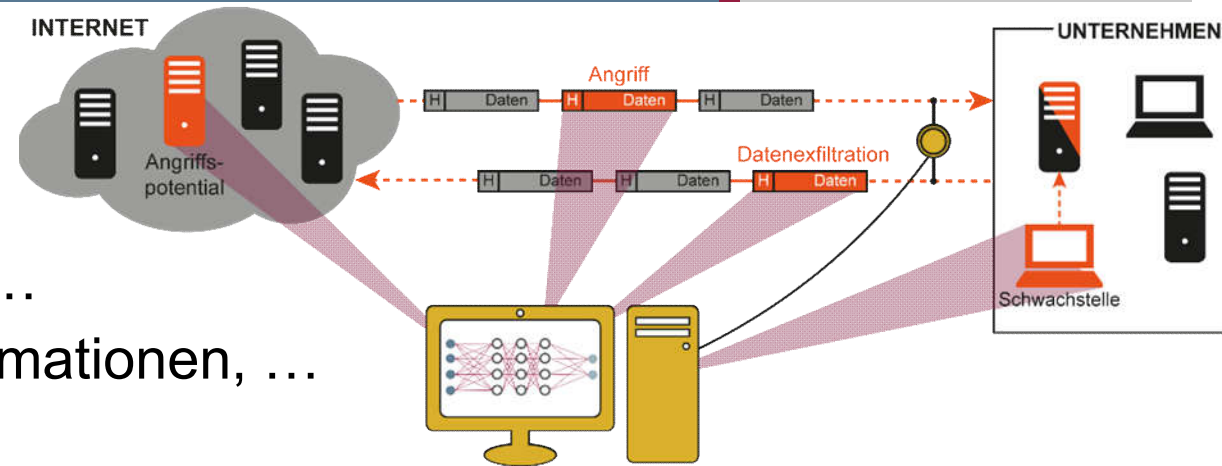 INTERNET
UNTERNEHMEN
Angriff
H Daten H Daten H Daten
Angriffs-
potential
Datenexfiltration
H Daten H Daten H Daten
Schwachstelle
…
mationen, …